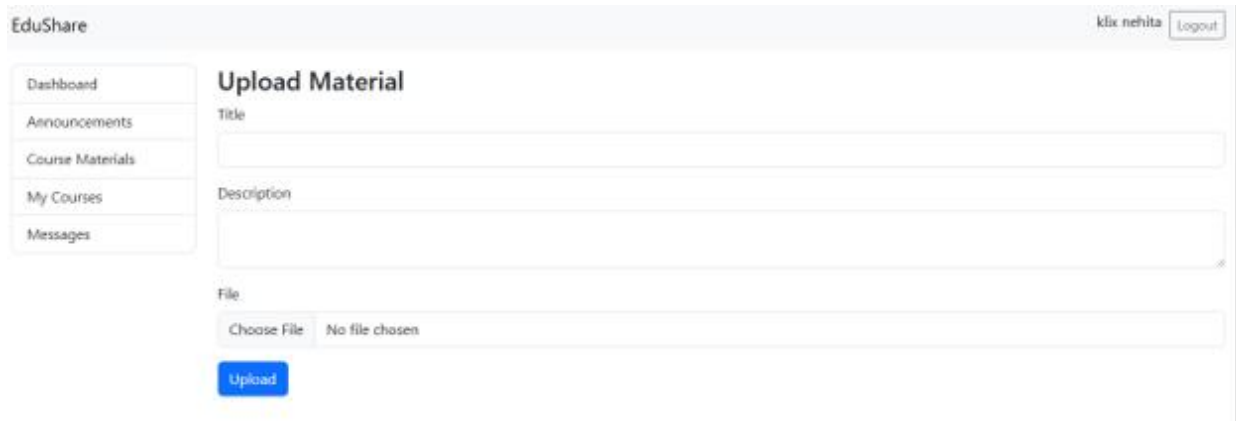 EduShare
klix nehita Logout
Dashboard
Announcements
Course Materials
My Courses
Messages
Upload Material
Title
Description
File
Choose File No file chosen
Upload